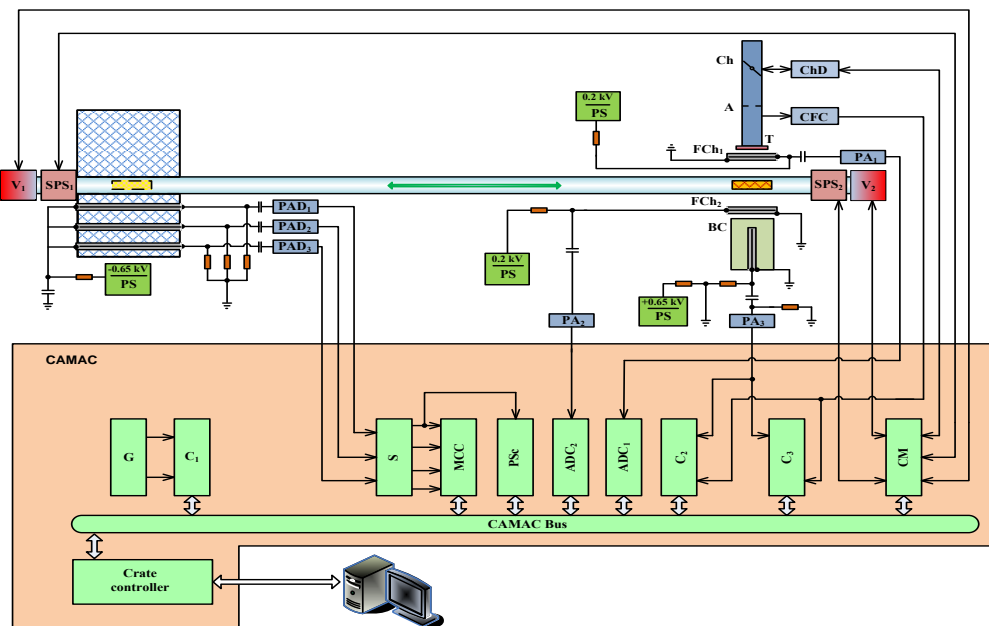 Ch
ChD
0.2 kV
PS
A
CFC
T
FCh1
PA1
V1
SPS1
SPS2
V2
PAD1
FCh2
PAD2
BC
PAD3
-0.65 kV
PS
0.2 kV
PS
+0.65 kV
PS
PA2
PA3
CAMAC
G
C1
S
MCC
PSc
ADC2
ADC1
C2
C3
CM
CAMAC Bus
Crate
controller